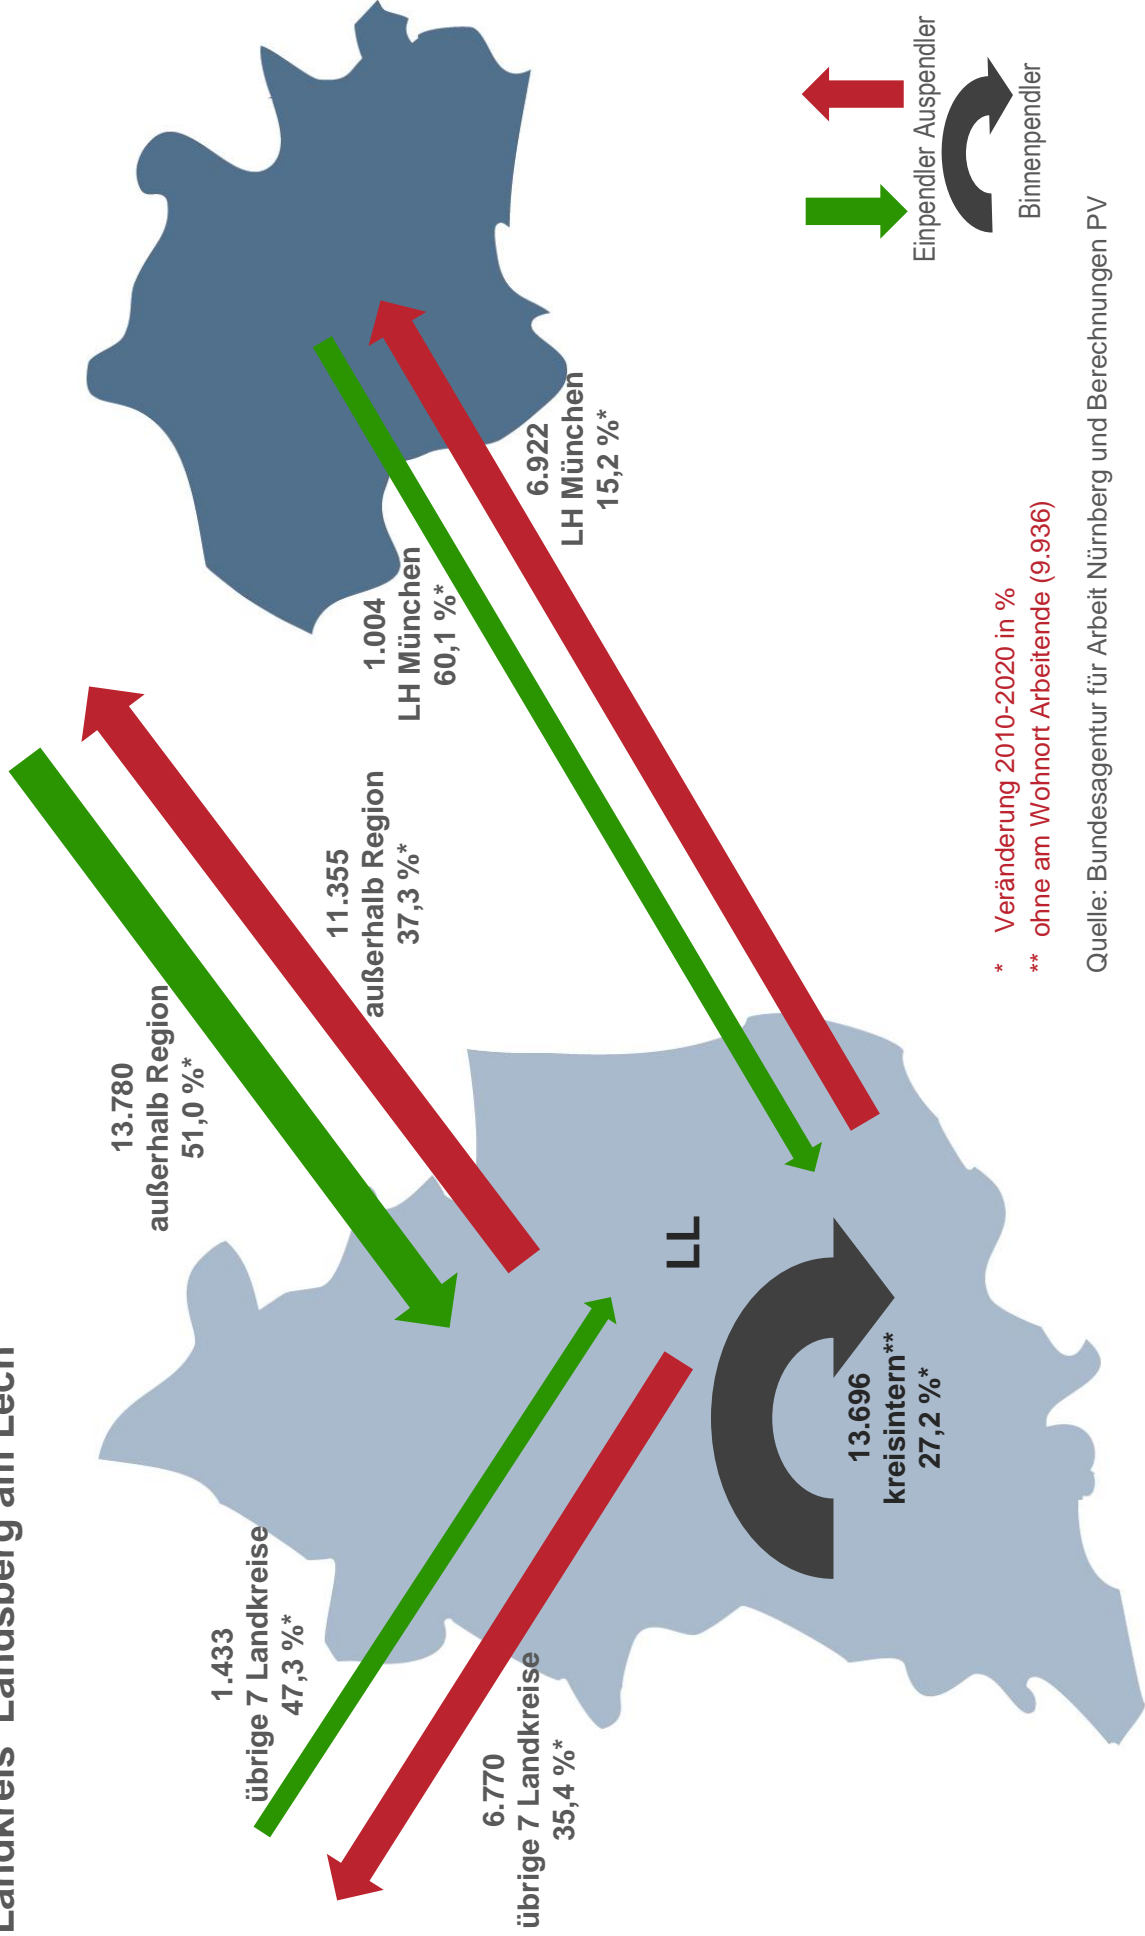 Landkreis Landsberg am Lech
13.780
außerhalb Region
51,0 %*
11.355
außerhalb Region
37,3 %*
1.004
LH München
60,1 %*
6.922
LH München
15,2 %*
1.433
übrige 7 Landkreise
47,3 %*
6.770
übrige 7 Landkreise
35,4 %*
LL
13.696
kreisintern**
27,2 %*
Einpendler Auspendler
Binnenpendler
* Veränderung 2010-2020 in %
** ohne am Wohnort Arbeitende (9.936)
Quelle: Bundesagentur für Arbeit Nürnberg und Berechnungen PV